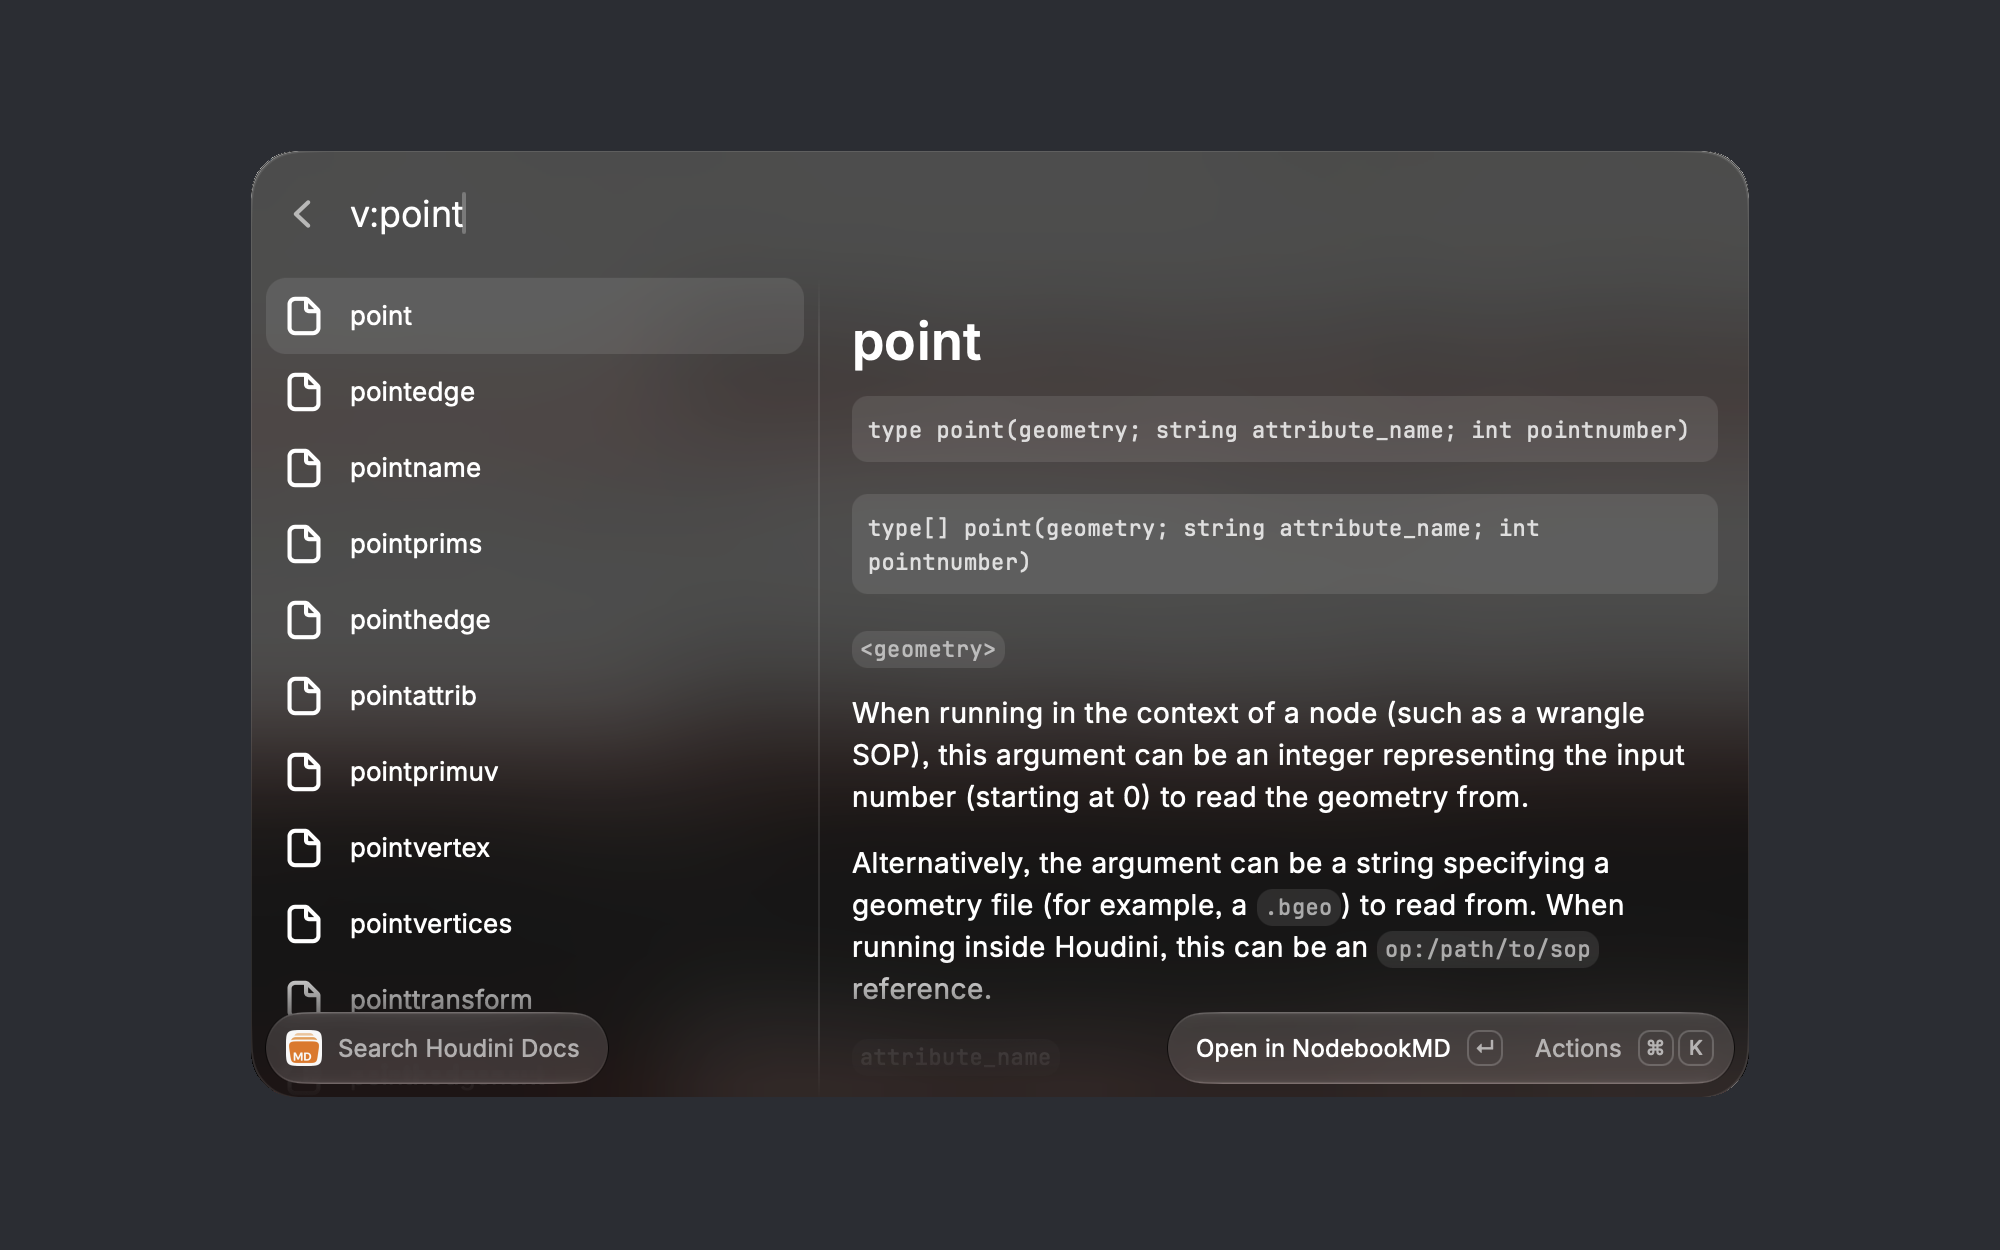 v:point
point
pointedge
pointname
pointprims
pointhedge
pointattrib
pointprimuv
pointvertex
pointvertices
pointtransform
point
type point(geometry; string attribute_name; int pointnumber)
type[] point(geometry; string attribute_name; int
pointnumber)
<geometry>
When running in the context of a node (such as a wrangle
SOP), this argument can be an integer representing the input
number (starting at 0) to read the geometry from.
Alternatively, the argument can be a string specifying a
geometry file (for example, a .bgeo) to read from. When
running inside Houdini, this can be an op:/path/to/sop
reference.
attribute_name
MD Search Houdini Docs
Open in NodebookMD ↵ Actions ⌘ K